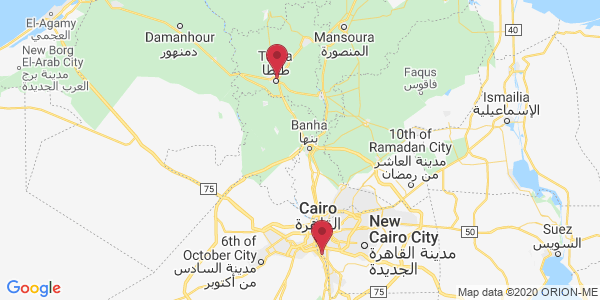 El-Agamy
العجمي
Damanhour
دمنهور
Mansoura
المنصورة
40
New Borg
El-Arab City
مدينة برج
العرب الجديدة
طنطا
Faqus
فاقوس
Ismailia
الإسماعيلية
Banha
بنها
10th of
Ramadan City
مدينة العاشر
من رمضان
75
Cairo
القاهرة
New
Cairo City
مدينة القاهرة
الجديدة
50
Suez
السويس
6th of
October City
مدينة السادس
من أكتوبر
75
Google
Map data ©2020 ORION-ME